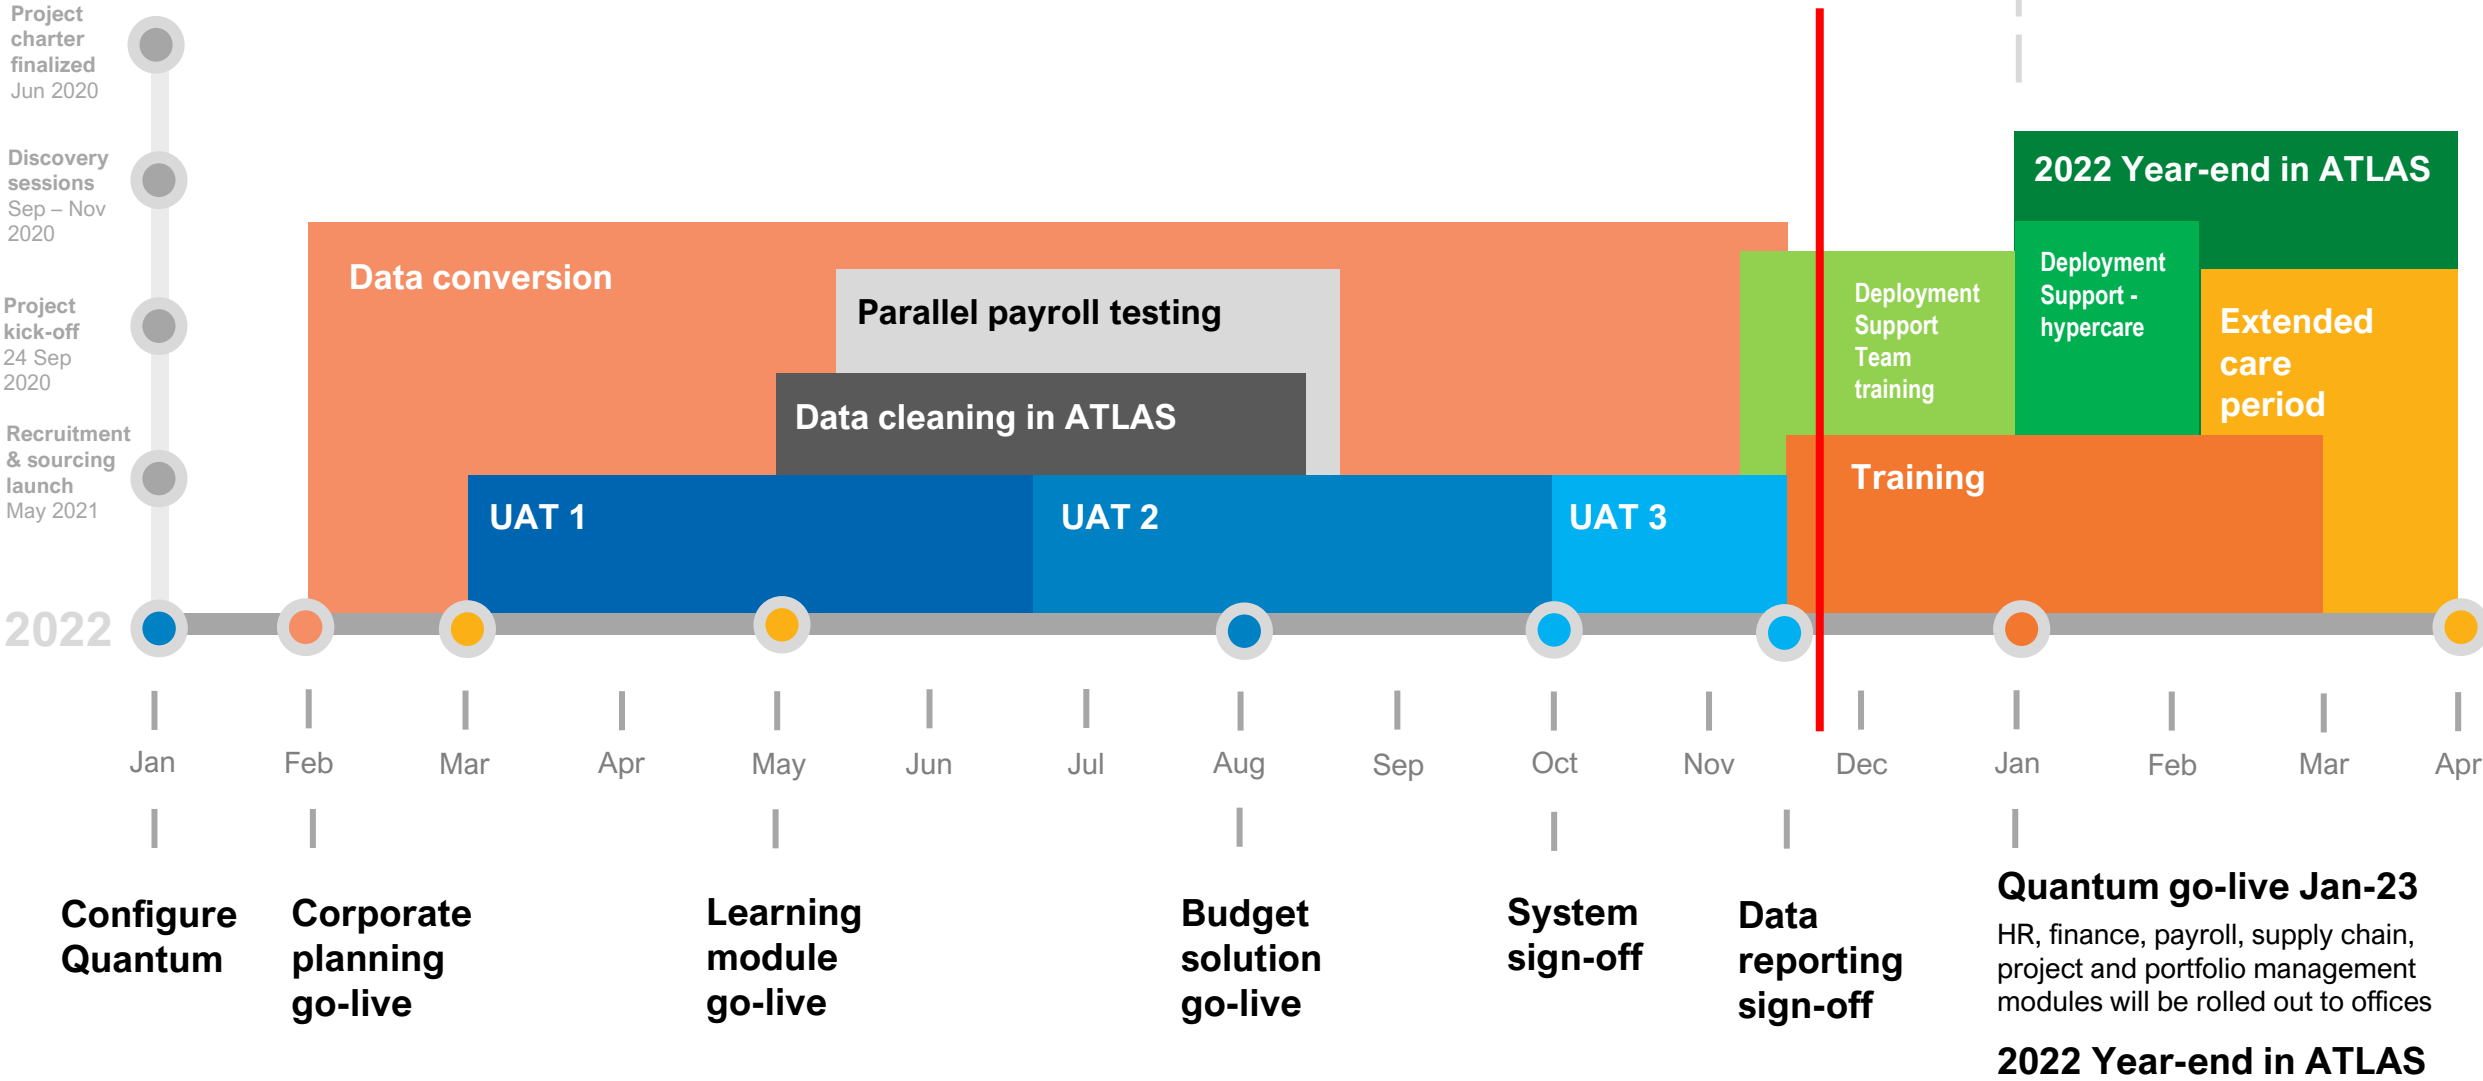 Project
charter
finalized
Jun 2020
Discovery
sessions
Sep – Nov
2020
Project
kick-off
24 Sep
2020
Recruitment
& sourcing
launch
May 2021
2022
Data conversion
Parallel payroll testing
Data cleaning in ATLAS
UAT 1
UAT 2
UAT 3
Deployment
Support
Team
training
2022 Year-end in ATLAS
Deployment
Support -
hypercare
Extended
care
period
Training
Jan
Feb
Mar
Apr
May
Jun
Jul
Aug
Sep
Oct
Nov
Dec
Jan
Feb
Mar
Apr
Configure
Quantum
Corporate
planning
go-live
Learning
module
go-live
Budget
solution
go-live
System
sign-off
Data
reporting
sign-off
Quantum go-live Jan-23
HR, finance, payroll, supply chain,
project and portfolio management
modules will be rolled out to offices
2022 Year-end in ATLAS